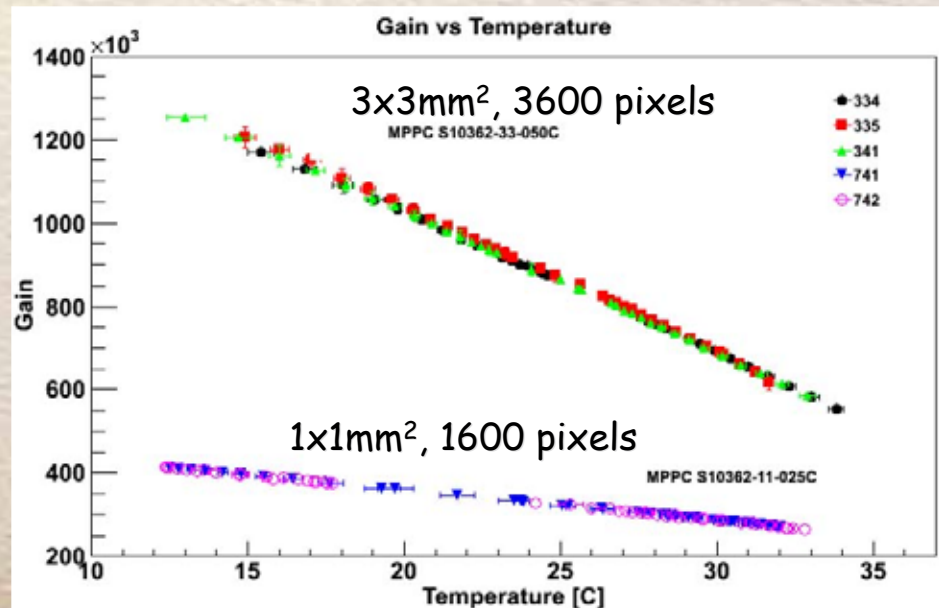 Gain vs Temperature
×10³
1400
1200
1000
800
600
400
200
Gain
3x3mm², 3600 pixels
MPPC S10362-33-050C
334
335
341
741
742
1x1mm², 1600 pixels
MPPC S10362-11-025C
10 15 20 25 30 35
Temperature [C]